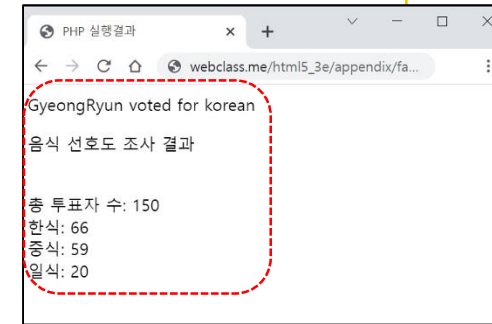 PHP 실행결과
webclass.me/html5_3e/appendix/fa...
GyeongRyun voted for korean
음식 선호도 조사 결과
총 투표자 수: 150
한식: 66
중식: 59
일식: 20